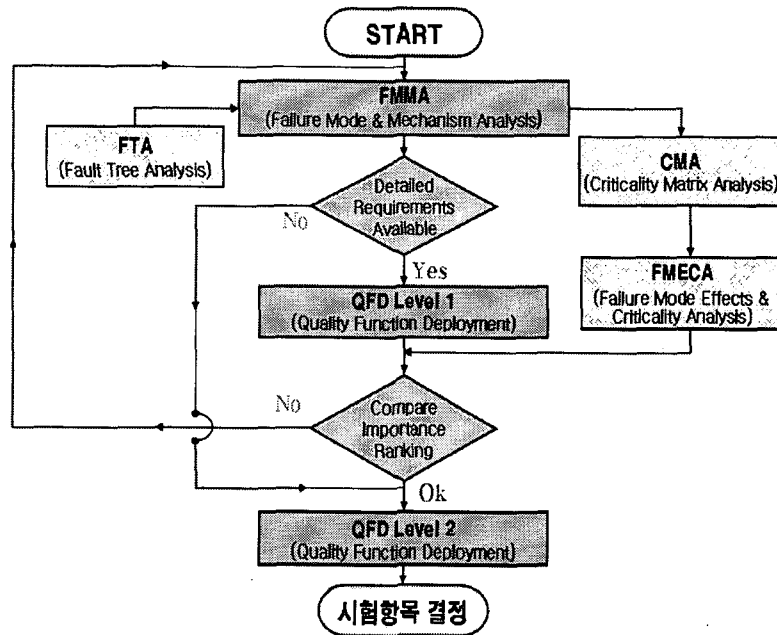 START
FMMA
(Failure Mode & Mechanism Analysis)
FTA
(Fault Tree Analysis)
CMA
(Criticality Matrix Analysis)
Detailed
Requirements
Available
No
Yes
FMECA
(Failure Mode Effects &
Criticality Analysis)
QFD Level 1
(Quality Function Deployment)
No
Compare
Importance
Ranking
Ok
QFD Level 2
(Quality Function Deployment)
시험항목 결정